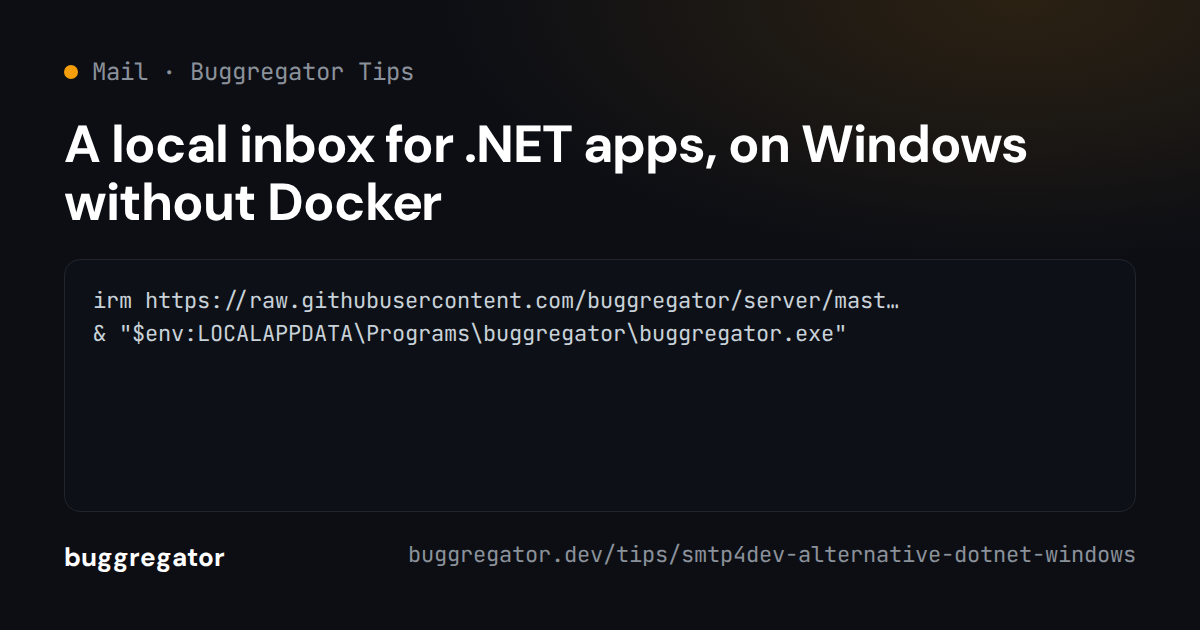 Mail · Buggregator Tips
A local inbox for .NET apps, on Windows
without Docker
irm https://raw.githubusercontent.com/buggregator/server/mast…
& "$env:LOCALAPPDATA\Programs\buggregator\buggregator.exe"
buggregator
buggregator.dev/tips/smtp4dev-alternative-dotnet-windows